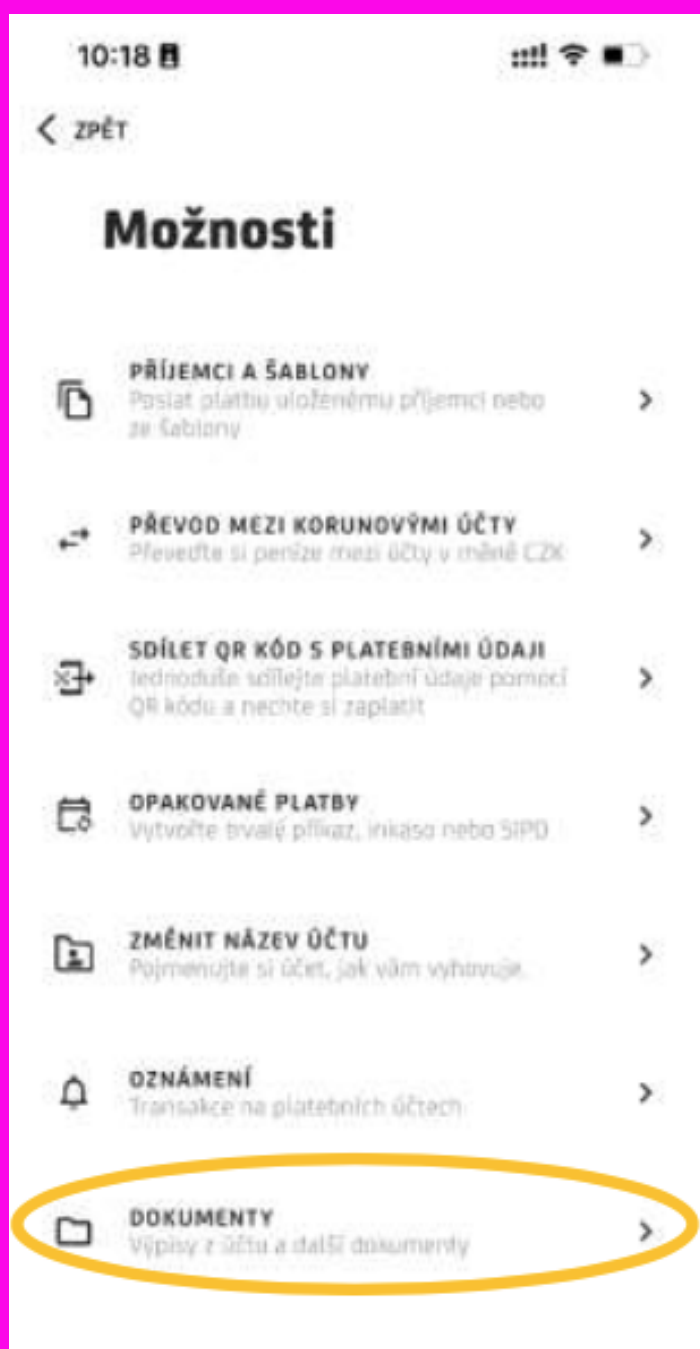 10:18
ZPĚT
Možnosti
PŘÍJEMCI A ŠABLONY
Poslat platbu uloženému příjemci nebo
ze šablony
PŘEVOD MEZI KORUNOVÝMI ÚČTY
Převeďte si peníze mezi účty v měně CZK
SDÍLET QR KÓD S PLATEBNÍMI ÚDAJI
Jednoduše sdílejte platební údaje pomocí
QR kódu a nechte si zaplatit
OPAKOVANÉ PLATBY
Vytvořte trvalý příkaz, inkaso nebo SIPO
ZMĚNIT NÁZEV ÚČTU
Pojmenujte si účet, jak vám vyhovuje.
OZNÁMENÍ
Transakce na platebních účtech
DOKUMENTY
Výpisy z účtu a další dokumenty